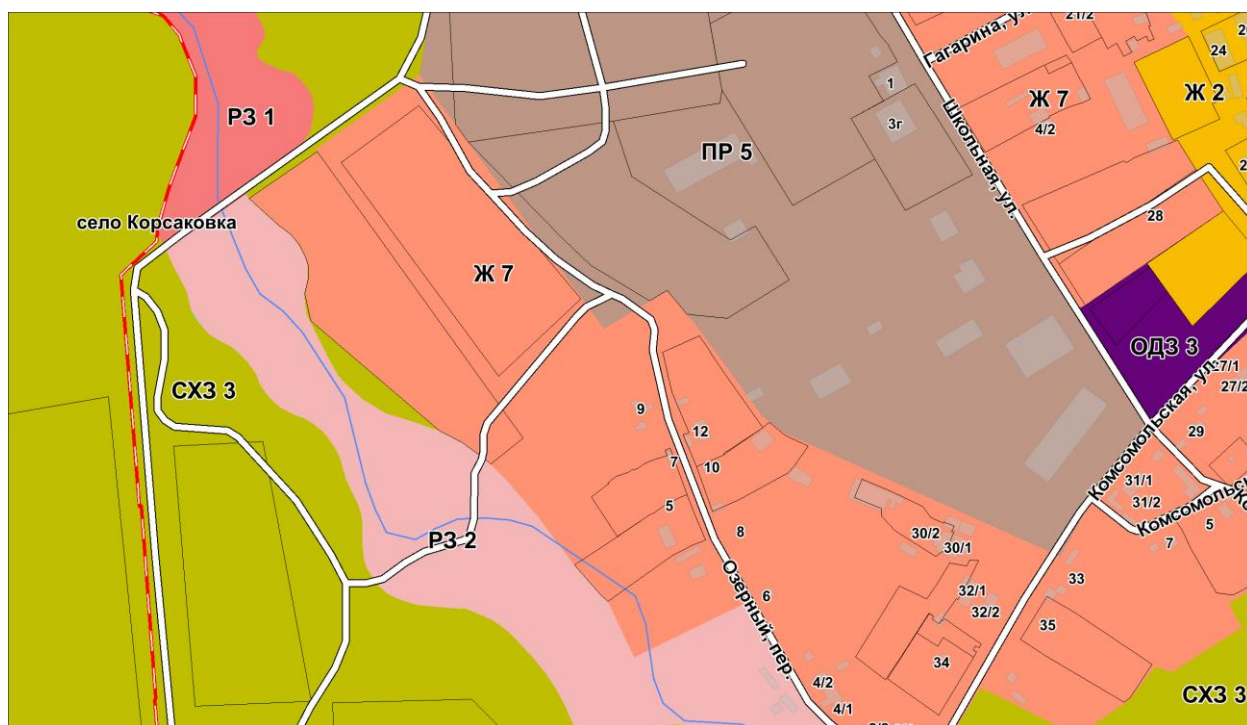 21/2
Гагарина, ул.
24
РЗ 1
1
Ж 7
Ж 2
3г
4/2
ПР 5
Школьная, ул.
село Корсаковка
28
Ж 7
ОДЗ 3
27/1
СХЗ 3
27/2
9
12
29
7
10
Комсомольская, ул.
31/1
5
31/2
РЗ 2
8
30/2
30/1
5
7
33
6
32/1
32/2
Озерный, пер.
35
34
4/2
СХЗ 3
4/1